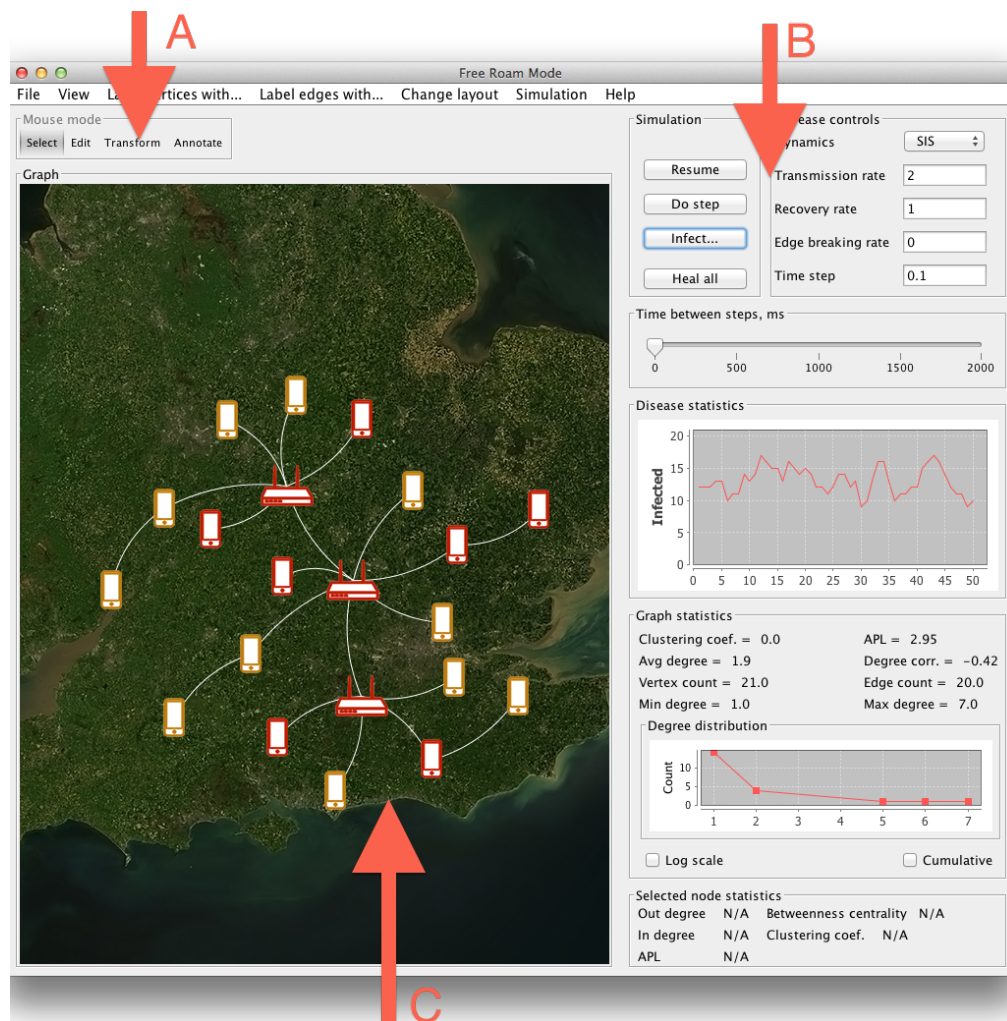 A
B
Free Roam Mode
File View La rtices with... Label edges with... Change layout Simulation Help
Mouse mode
Select Edit Transform Annotate
Graph
Simulation
Resume
Do step
Infect...
Heal all
ease controls
ynamics SIS
Transmission rate 2
Recovery rate 1
Edge breaking rate 0
Time step 0.1
Time between steps, ms
0 500 1000 1500 2000
Disease statistics
Infected
20
15
10
5
0
0 5 10 15 20 25 30 35 40 45 50
Graph statistics
Clustering coef. = 0.0 APL = 2.95
Avg degree = 1.9 Degree corr. = -0.42
Vertex count = 21.0 Edge count = 20.0
Min degree = 1.0 Max degree = 7.0
Degree distribution
Count
10
5
0
1 2 3 4 5 6 7
Log scale Cumulative
Selected node statistics
Out degree N/A Betweenness centrality N/A
In degree N/A Clustering coef. N/A
APL N/A
C